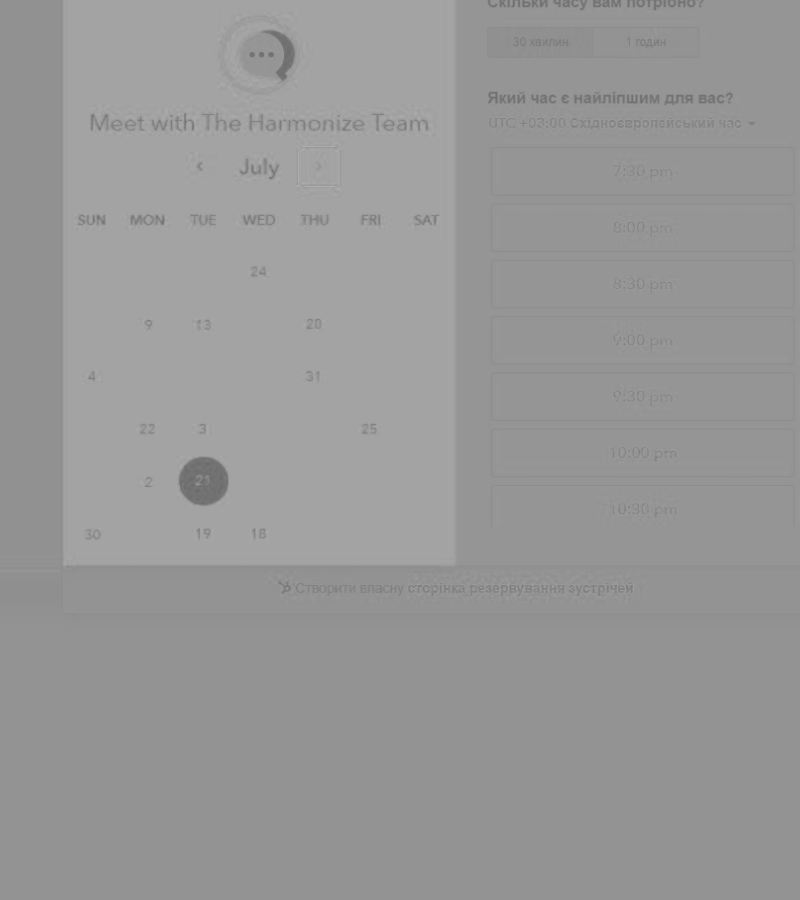 Скільки часу вам потрібно?
30 хвилин 1 годин
Meet with The Harmonize Team
July
SUN MON TUE WED THU FRI SAT
24
9 13 20
4 31
22 3 25
2 21
30 19 18
Який час є найліпшим для вас?
UTC +03:00 Східноєвропейський час
7:30 pm
8:00 pm
8:30 pm
9:00 pm
9:30 pm
10:00 pm
10:30 pm
Створити власну сторінка резервування зустрічей